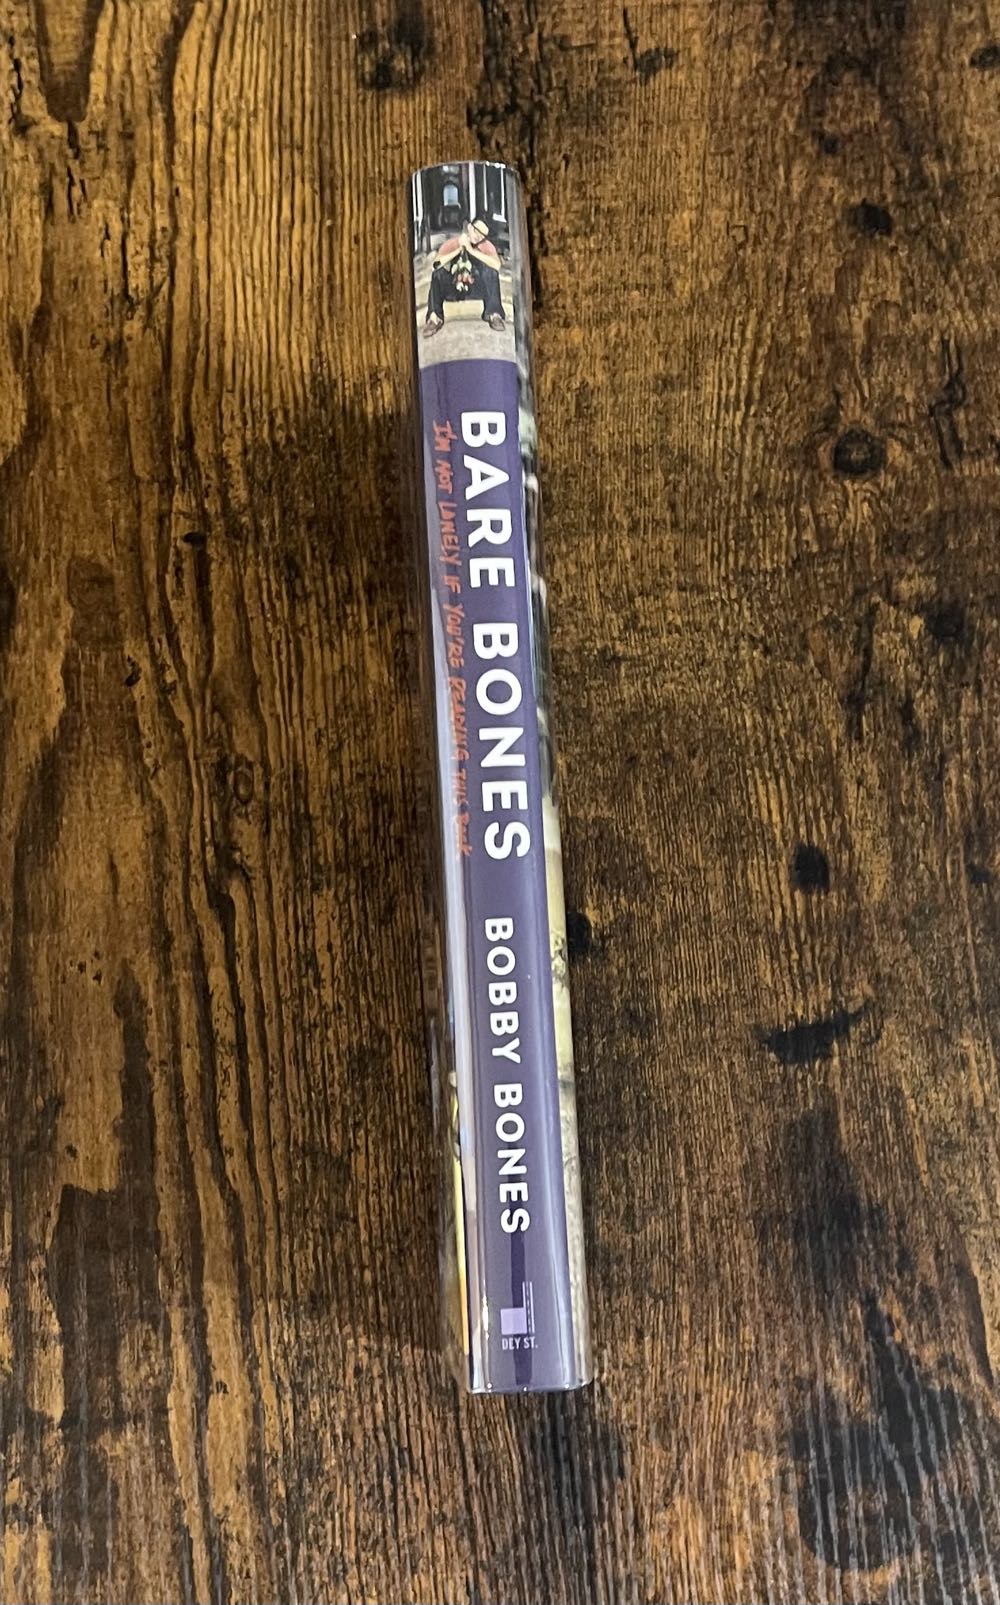 BARE BONES
I'M NOT LONELY IF YOU'RE READING THIS BOOK
BOBBY BONES
DEY ST.